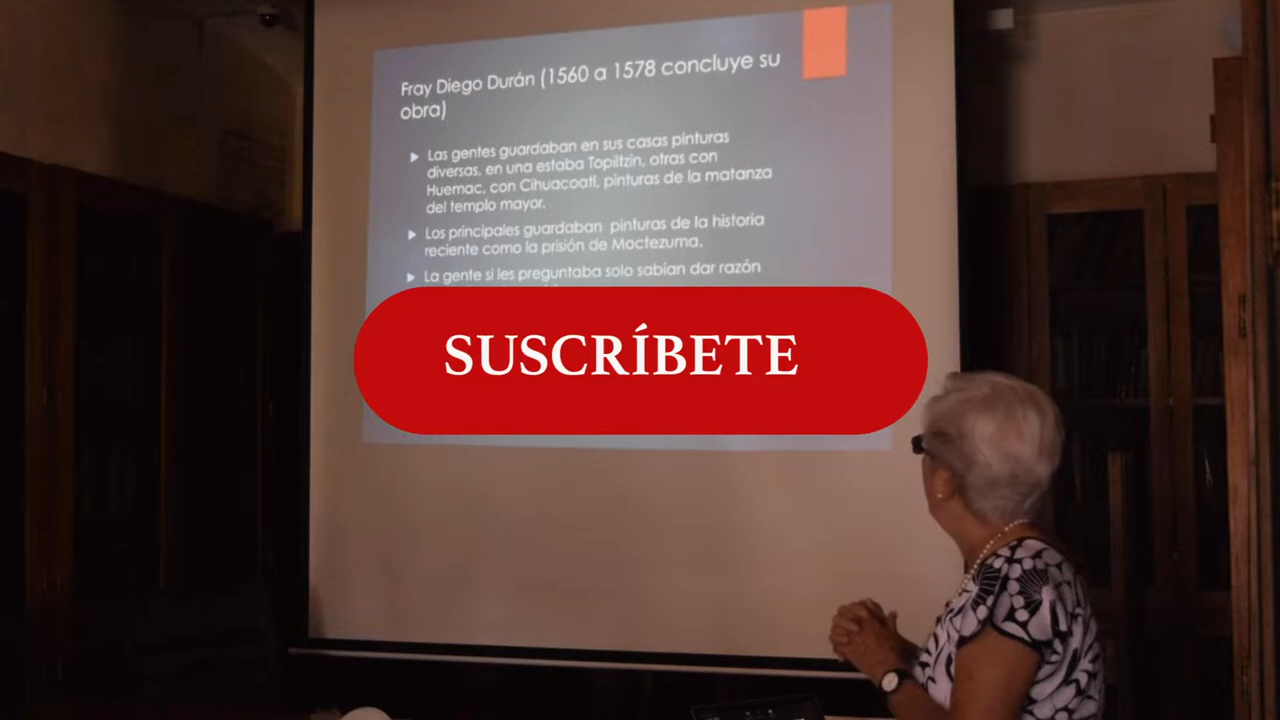 Fray Diego Durán (1560 a 1578 concluye su
obra)
Las gentes guardaban en sus casas pinturas
diversas, en una estaba Topiltzin, otras con
Huemac, con Cihuacoatl, pinturas de la matanza
del templo mayor.
Los principales guardaban pinturas de la historia
reciente como la prisión de Moctezuma.
La gente si les preguntaba solo sabían dar razón
SUSCRÍBETE